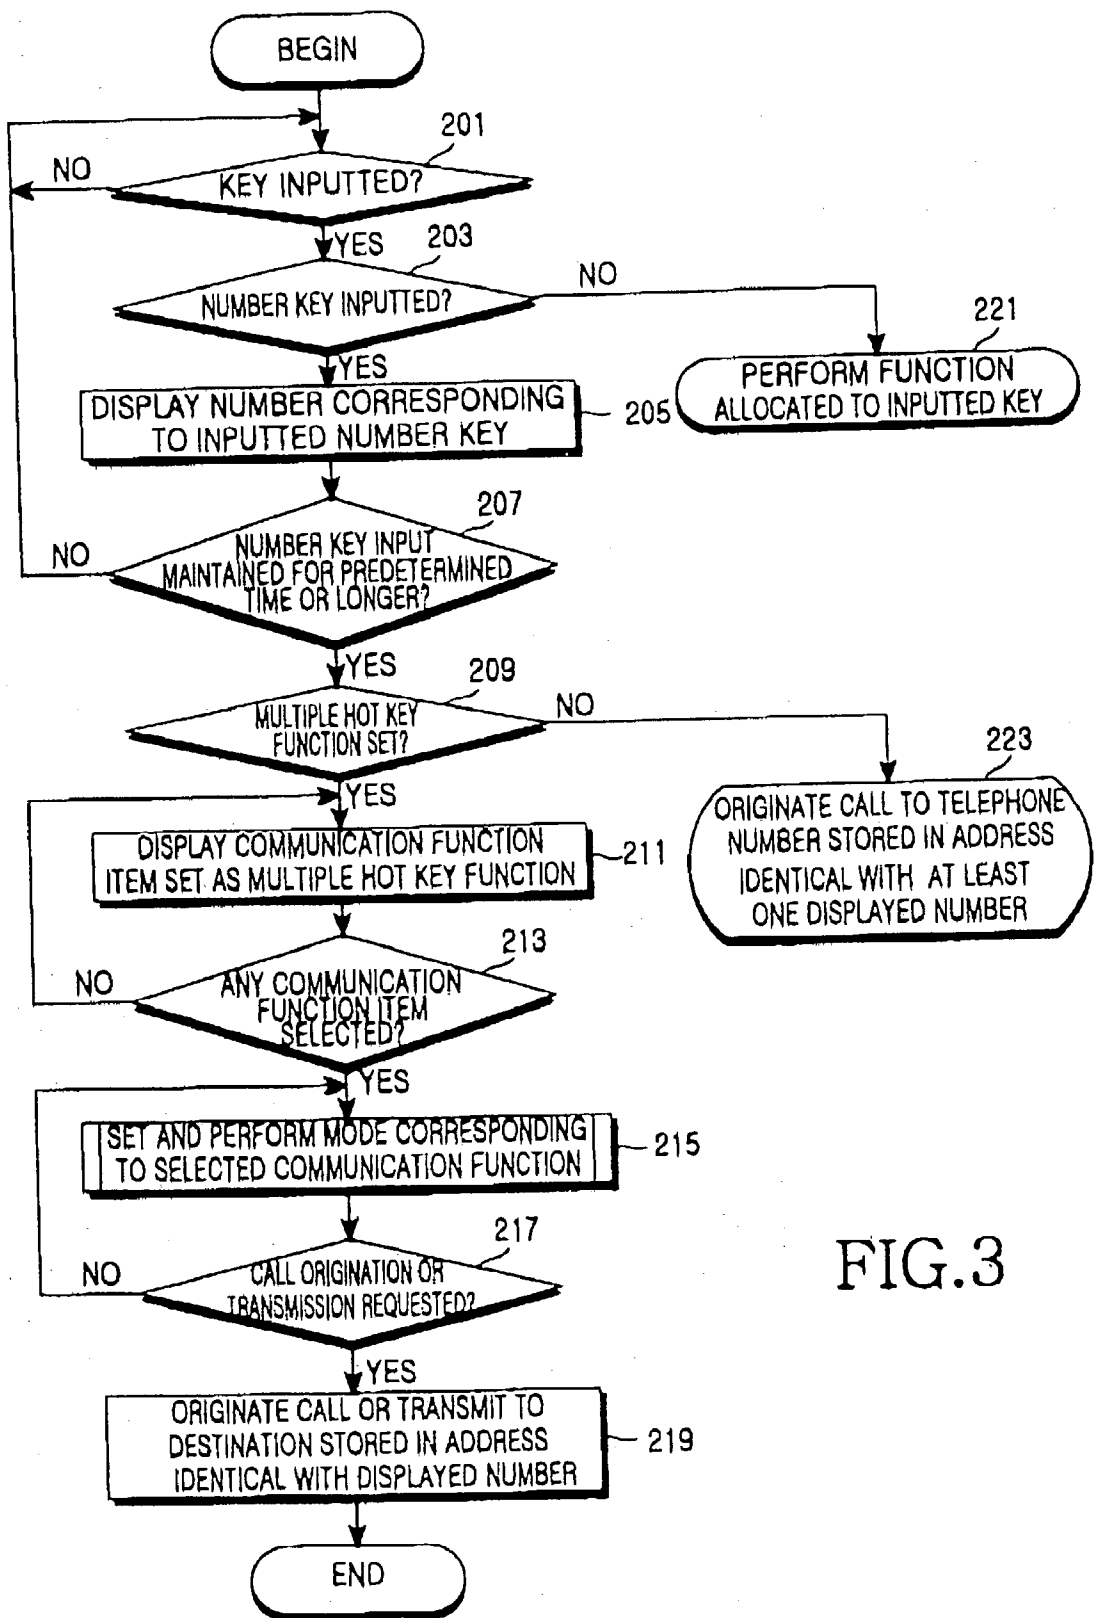 BEGIN
201
NO
KEY INPUTTED?
YES
203
NO
NUMBER KEY INPUTTED?
221
YES
PERFORM FUNCTION
ALLOCATED TO INPUTTED KEY
DISPLAY NUMBER CORRESPONDING
TO INPUTTED NUMBER KEY
205
207
NO
NUMBER KEY INPUT
MAINTAINED FOR PREDETERMINED
TIME OR LONGER?
YES
209
NO
MULTIPLE HOT KEY
FUNCTION SET?
223
YES
ORIGINATE CALL TO TELEPHONE
NUMBER STORED IN ADDRESS
IDENTICAL WITH AT LEAST
ONE DISPLAYED NUMBER
DISPLAY COMMUNICATION FUNCTION
ITEM SET AS MULTIPLE HOT KEY FUNCTION
211
213
NO
ANY COMMUNICATION
FUNCTION ITEM
SELECTED?
YES
SET AND PERFORM MODE CORRESPONDING
TO SELECTED COMMUNICATION FUNCTION
215
217
NO
CALL ORIGINATION OR
TRANSMISSION REQUESTED?
FIG.3
YES
ORIGINATE CALL OR TRANSMIT TO
DESTINATION STORED IN ADDRESS
IDENTICAL WITH DISPLAYED NUMBER
219
END